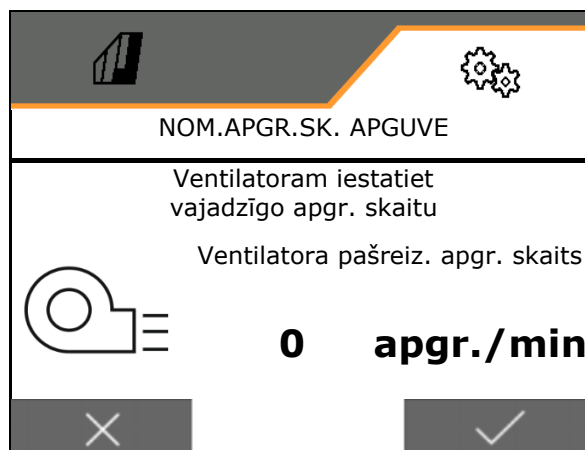 NOM.APGR.SK. APGUVE
Ventilatoram iestatiet
vajadzīgo apgr. skaitu
Ventilatora pašreiz. apgr. skaits
0 apgr./min